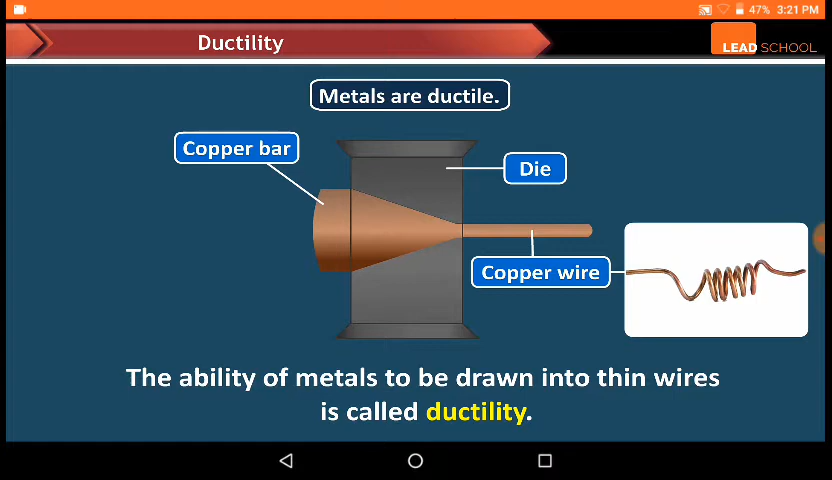 47% 3:21 PM
Ductility
LEAD SCHOOL
Metals are ductile.
Copper bar
Die
Copper wire
The ability of metals to be drawn into thin wires
is called ductility.